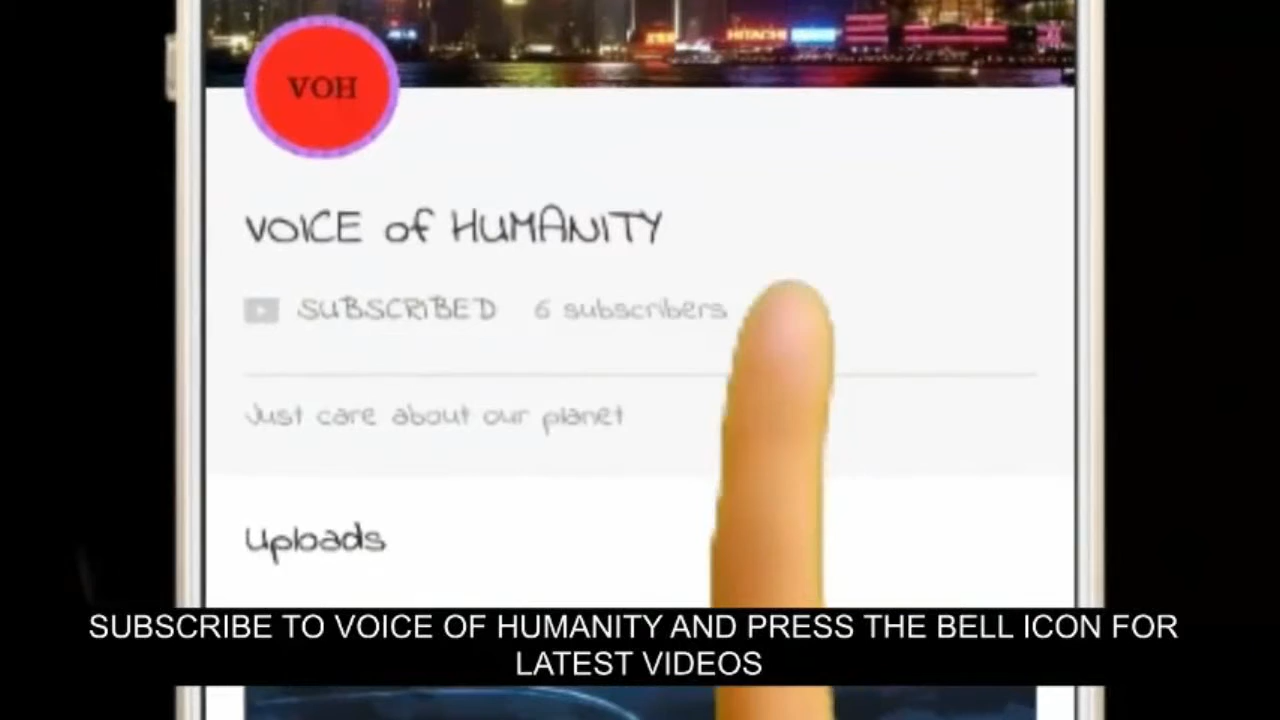 HITACHI
VOH
VOICE of HUMANITY
SUBSCRIBED 6 subscribers
Just care about our planet
Uploads
SUBSCRIBE TO VOICE OF HUMANITY AND PRESS THE BELL ICON FOR
LATEST VIDEOS